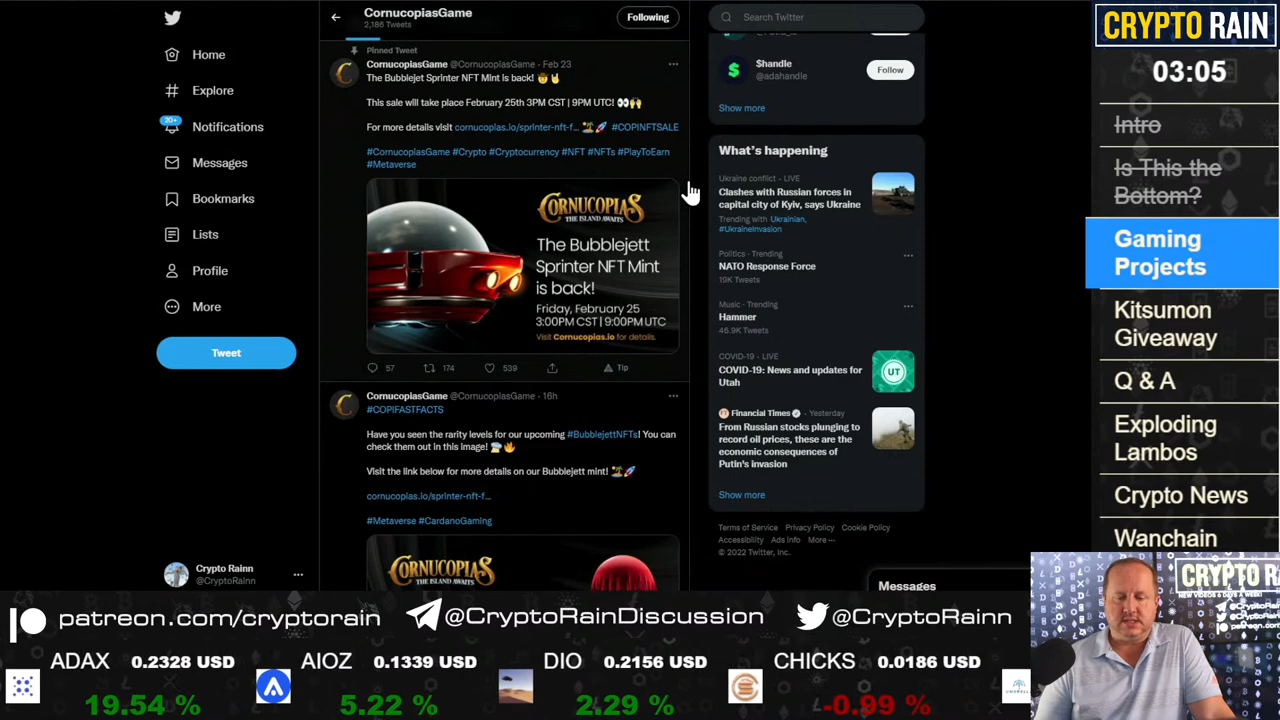 CornucopiasGame
2,186 Tweets
Following
Search Twitter
Home
Explore
20+
Notifications
Messages
Bookmarks
Lists
Profile
More
Tweet
Crypto Rainn
@CryptoRainn
Pinned Tweet
CornucopiasGame @CornucopiasGame · Feb 23
The Bubblejet Sprinter NFT Mint is back! 🤠🤘
This sale will take place February 25th 3PM CST | 9PM UTC! 👀🙌
For more details visit cornucopias.io/sprinter-nft-f... 🏝️🚀 #COPINFTSALE
#CornucopiasGame #Crypto #Cryptocurrency #NFT #NFTs #PlayToEarn
#Metaverse
CORNUCOPIAS
THE ISLAND AWAITS
The Bubblejett
Sprinter NFT Mint
is back!
Friday, February 25
3:00PM CST | 9:00PM UTC
Visit Cornucopias.io for details.
57
174
539
Tip
CornucopiasGame @CornucopiasGame · 16h
#COPIFASTFACTS
Have you seen the rarity levels for our upcoming #BubblejettNFTs! You can
check them out in this image!
Visit the link below for more details on our Bubblejett mint! 🏝️🚀
cornucopias.io/sprinter-nft-f...
#Metaverse #CardanoGaming
CORNUCOPIAS
THE ISLAND AWAITS
$handle
@adahandle
Follow
Show more
What's happening
Ukraine conflict · LIVE
Clashes with Russian forces in
capital city of Kyiv, says Ukraine
Trending with Ukrainian,
#UkraineInvasion
Politics · Trending
NATO Response Force
19K Tweets
Music · Trending
Hammer
46.9K Tweets
COVID-19 · LIVE
COVID-19: News and updates for
Utah
UT
Financial Times · Yesterday
From Russian stocks plunging to
record oil prices, these are the
economic consequences of
Putin's invasion
Show more
Terms of Service Privacy Policy Cookie Policy
Accessibility Ads Info More ···
© 2022 Twitter, Inc.
Messages
CRYPTO RAIN
03:05
Intro
Is This the
Bottom?
Gaming
Projects
Kitsumon
Giveaway
Q & A
Exploding
Lambos
Crypto News
Wanchain
patreon.com/cryptorain
@CryptoRainDiscussion
@CryptoRainn
ADAX 0.2328 USD
19.54 %
AIOZ 0.1339 USD
5.22 %
DIO 0.2156 USD
2.29 %
CHICKS 0.0186 USD
-0.99 %